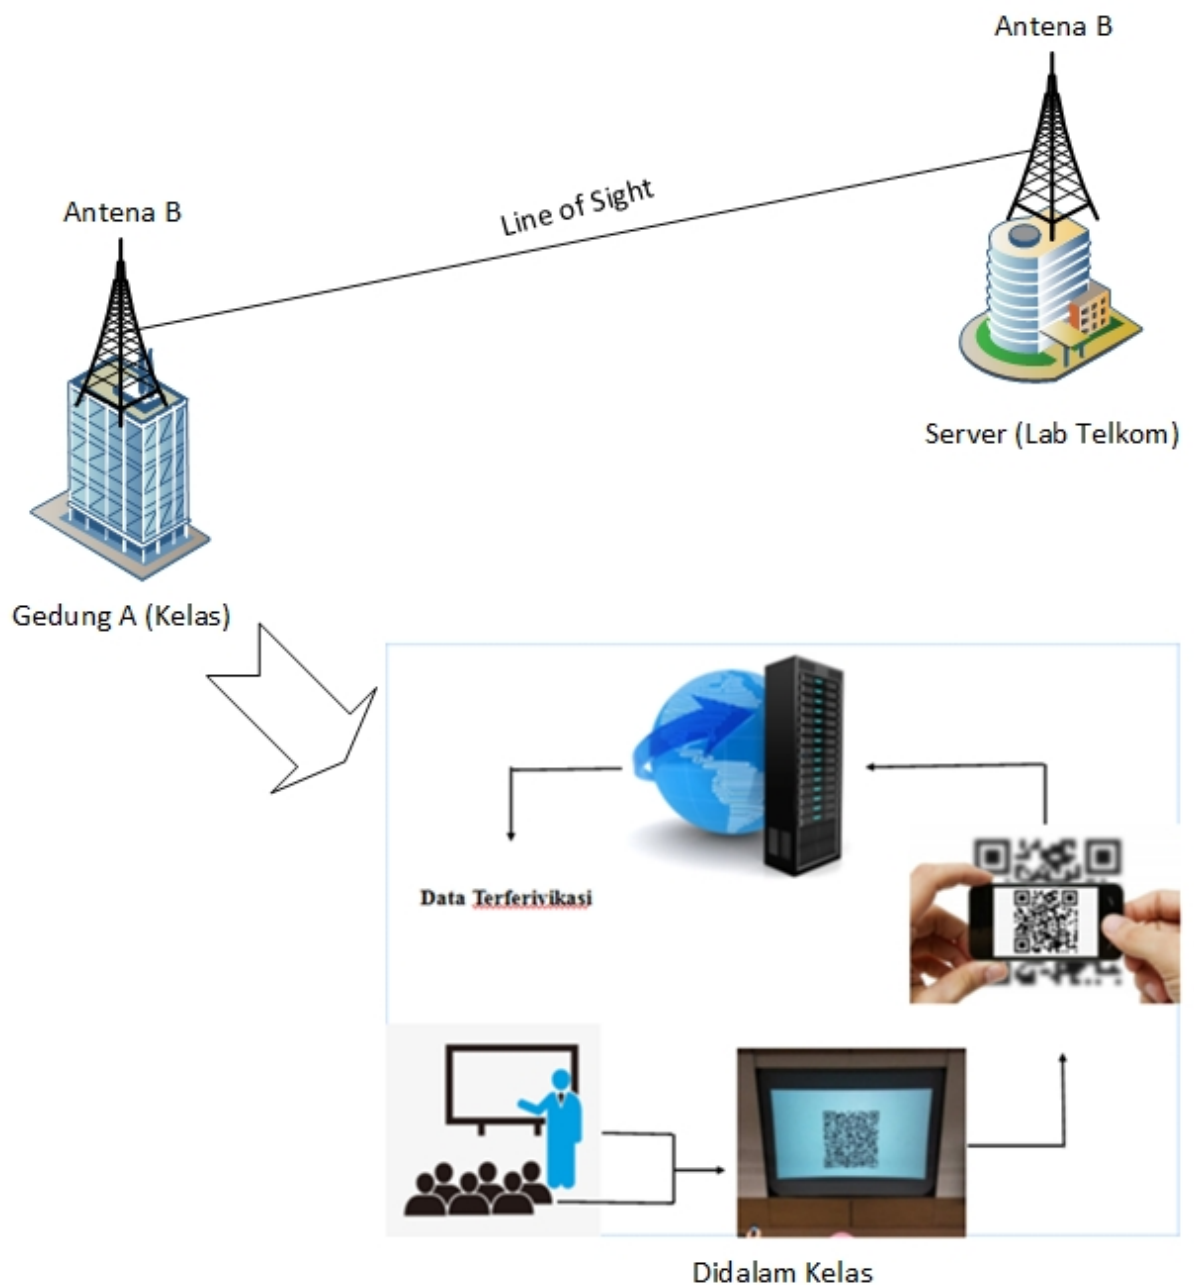 Antena B
Antena B
Line of Sight
Server (Lab Telkom)
Gedung A (Kelas)
Data Terferivikasi
Didalam Kelas